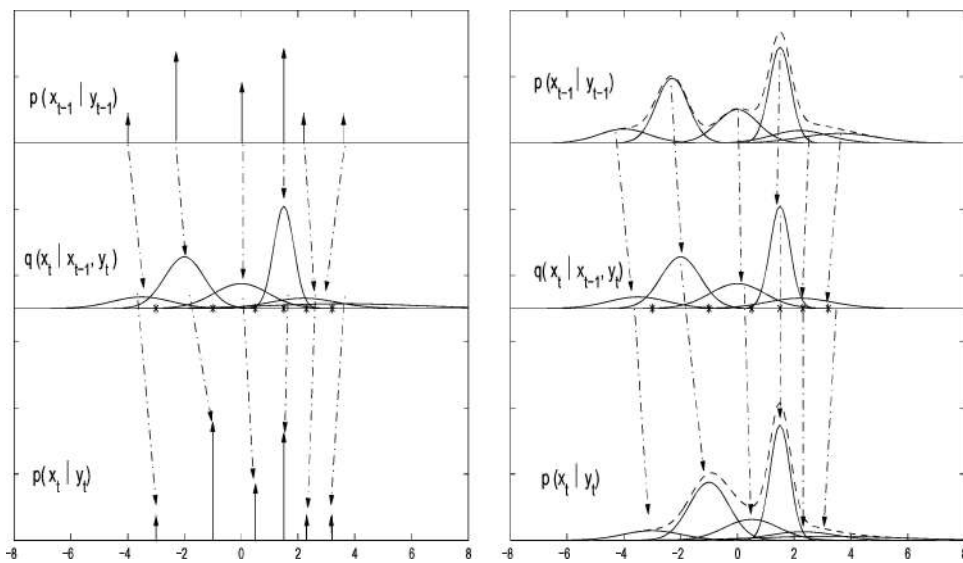 p( x_{t-1} | y_{t-1} )
q( x_t | x_{t-1}, y_t )
p( x_t | y_t )
-8 -6 -4 -2 0 2 4 6 8
p( x_{t-1} | y_{t-1} )
q( x_t | x_{t-1}, y_t )
p( x_t | y_t )
-8 -6 -4 -2 0 2 4 6 8